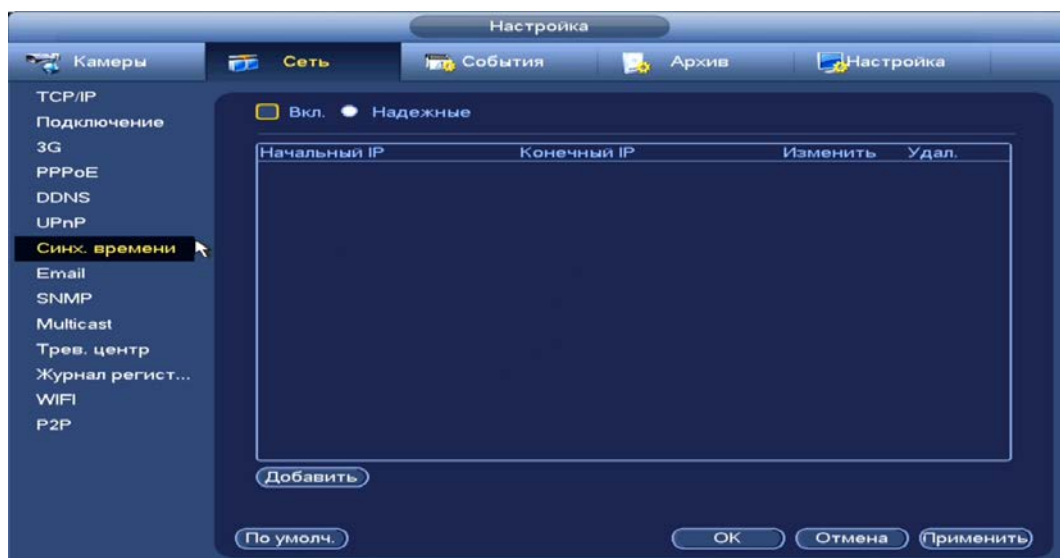 Настройка
Камеры Сеть События Архив Настройка
TCP/IP
Подключение
3G
PPPoE
DDNS
UPnP
Синх. времени
Email
SNMP
Multicast
Трев. центр
Журнал регист...
WIFI
P2P
Вкл. Надежные
Начальный IP Конечный IP Изменить Удал.
Добавить
По умолч. OK Отмена Применить